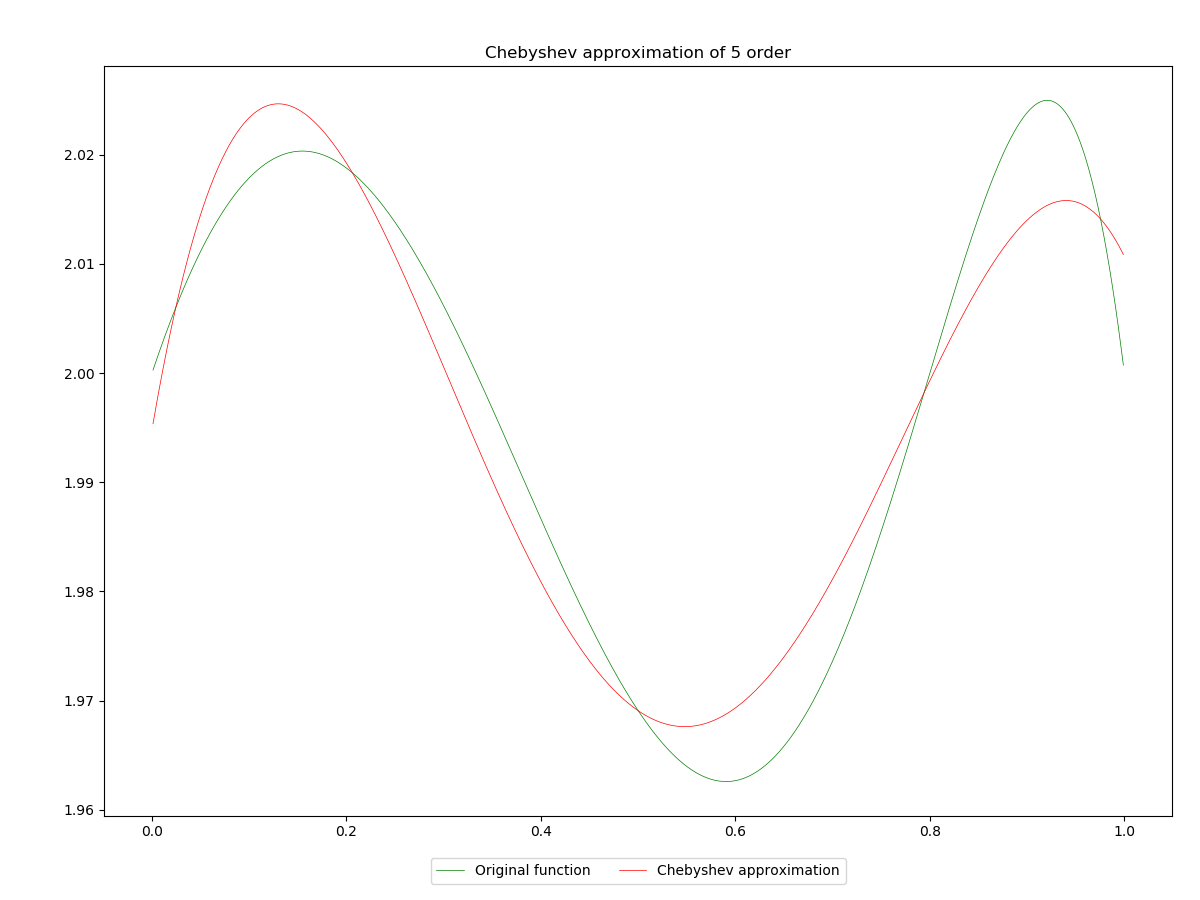 Chebyshev approximation of 5 order
2.02
2.01
2.00
1.99
1.98
1.97
1.96
0.0 0.2 0.4 0.6 0.8 1.0
Original function Chebyshev approximation